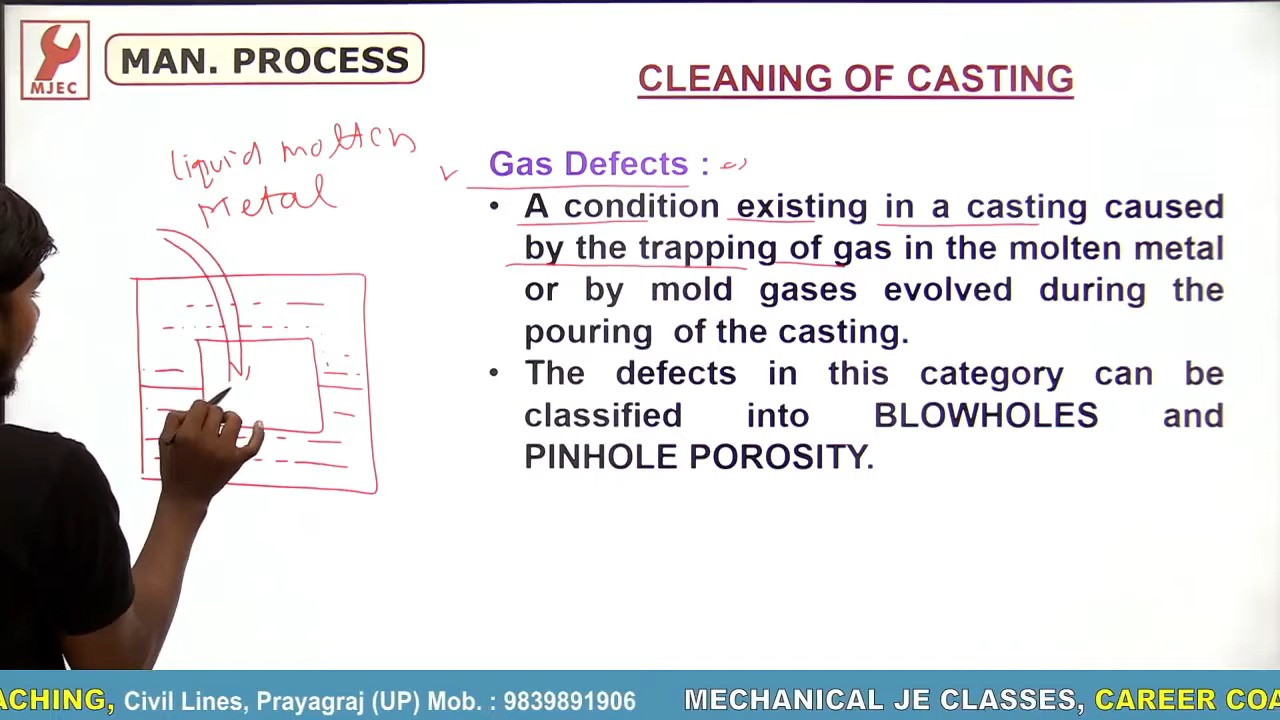 MJEC
MAN. PROCESS
CLEANING OF CASTING
liquid molten
metal
Gas Defects :
• A condition existing in a casting caused
by the trapping of gas in the molten metal
or by mold gases evolved during the
pouring of the casting.
• The defects in this category can be
classified into BLOWHOLES and
PINHOLE POROSITY.
ACHING, Civil Lines, Prayagraj (UP) Mob. : 9839891006 MECHANICAL JE CLASSES, CAREER COA